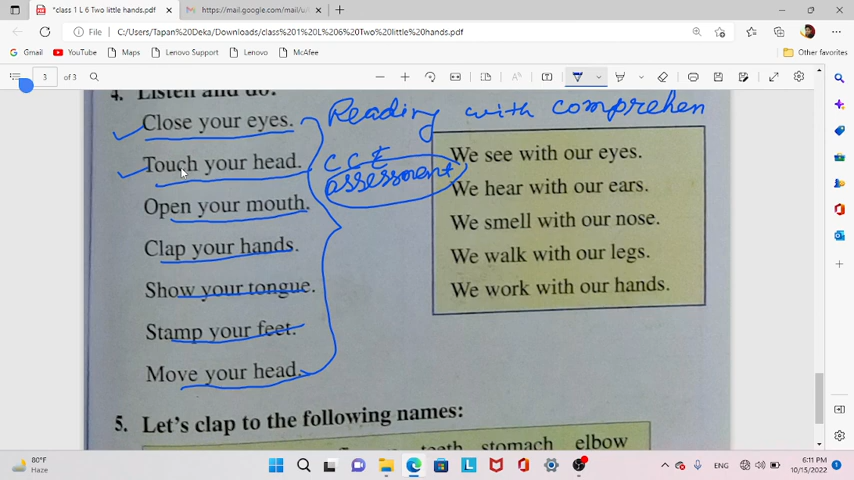 *class 1 L 6 Two little hands.pdf
https://mail.google.com/mail/u/
File C:/Users/Tapan%20Deka/Downloads/class%201%20L%206%20Two%20little%20hands.pdf
Gmail YouTube Maps Lenovo Support Lenovo McAfee Other favorites
3 of 3
4. Listen and do:
Close your eyes.
Touch your head.
Open your mouth.
Clap your hands.
Show your tongue.
Stamp your feet.
Move your head.
Reading with comprehen
CCE
assessment
We see with our eyes.
We hear with our ears.
We smell with our nose.
We walk with our legs.
We work with our hands.
5. Let's clap to the following names:
teeth stomach elbow
80°F
Haze
ENG
6:11 PM
10/15/2022